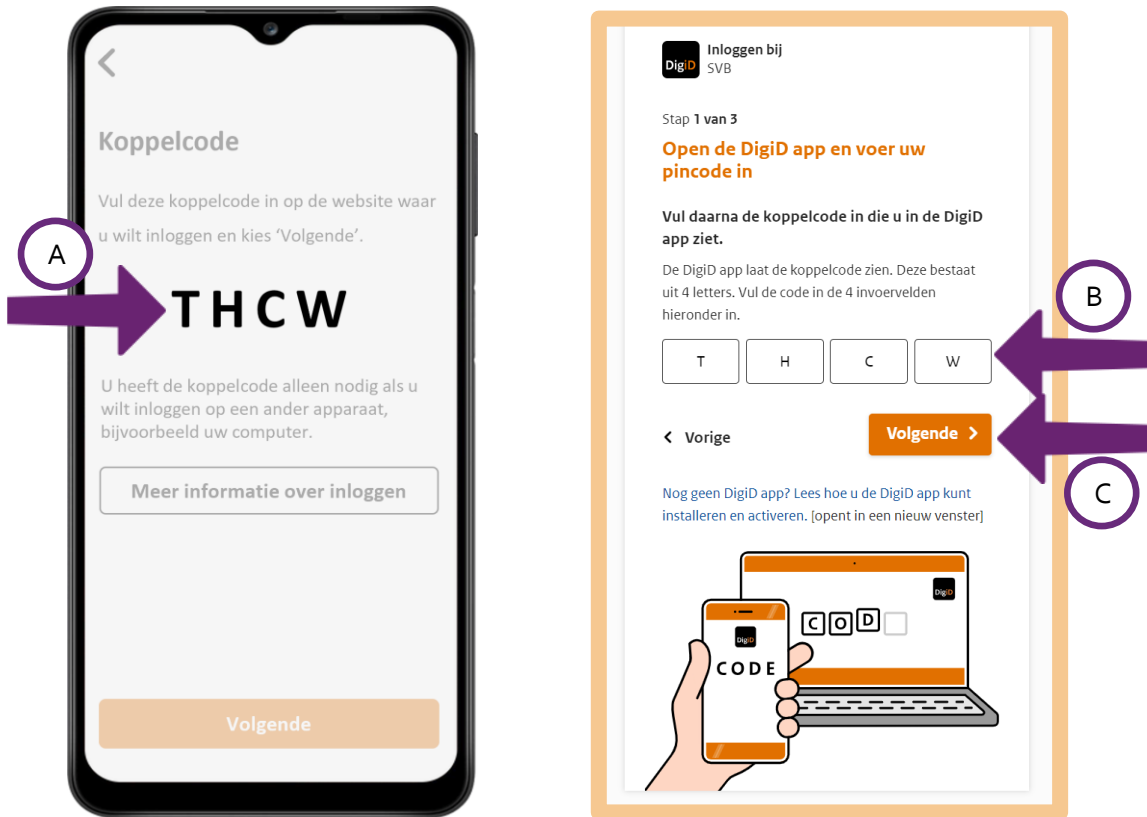 Koppelcode
Vul deze koppelcode in op de website waar
u wilt inloggen en kies ‘Volgende’.
A
THCW
U heeft de koppelcode alleen nodig als u
wilt inloggen op een ander apparaat,
bijvoorbeeld uw computer.
Meer informatie over inloggen
Volgende
DigiD
Inloggen bij
SVB
Stap 1 van 3
Open de DigiD app en voer uw
pincode in
Vul daarna de koppelcode in die u in de DigiD
app ziet.
De DigiD app laat de koppelcode zien. Deze bestaat
uit 4 letters. Vul de code in de 4 invoervelden
hieronder in.
B
T H C W
Vorige
Volgende
C
Nog geen DigiD app? Lees hoe u de DigiD app kunt
installeren en activeren. [opent in een nieuw venster]
DigiD
C O D
DigiD
CODE